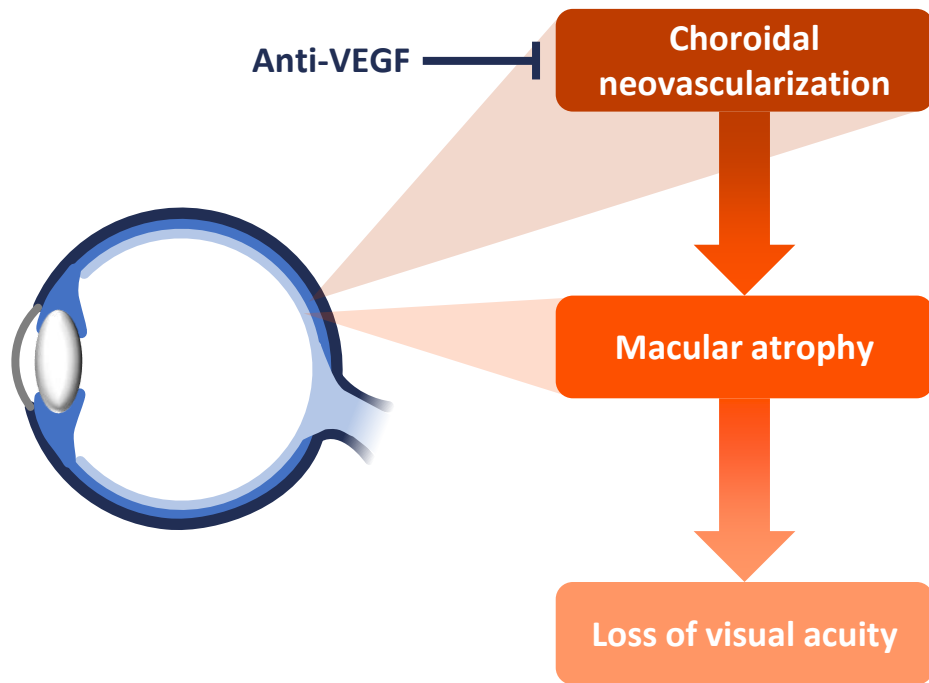 Anti-VEGF
Choroidal
neovascularization
Macular atrophy
Loss of visual acuity